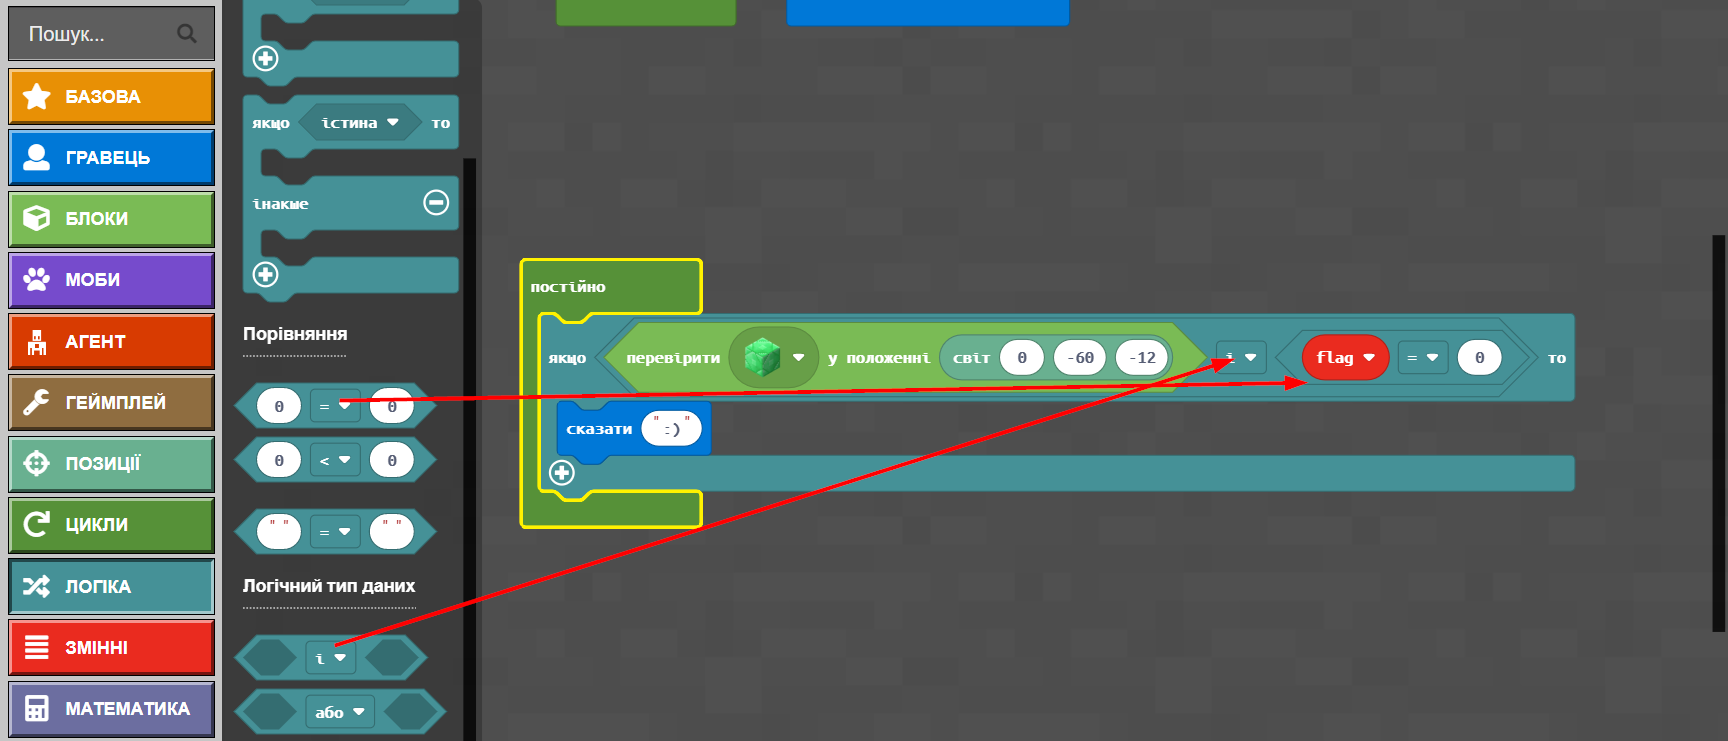 Пошук...
БАЗОВА
ГРАВЕЦЬ
БЛОКИ
МОБИ
АГЕНТ
ГЕЙМПЛЕЙ
ПОЗИЦІЇ
ЦИКЛИ
ЛОГІКА
ЗМІННІ
МАТЕМАТИКА
якщо істина то
інакше
Порівняння
0 = 0
0 < 0
" " = " "
Логічний тип даних
і
або
постійно
якщо перевірити у положенні світ 0 -60 -12 і flag = 0 то
сказати " :) "